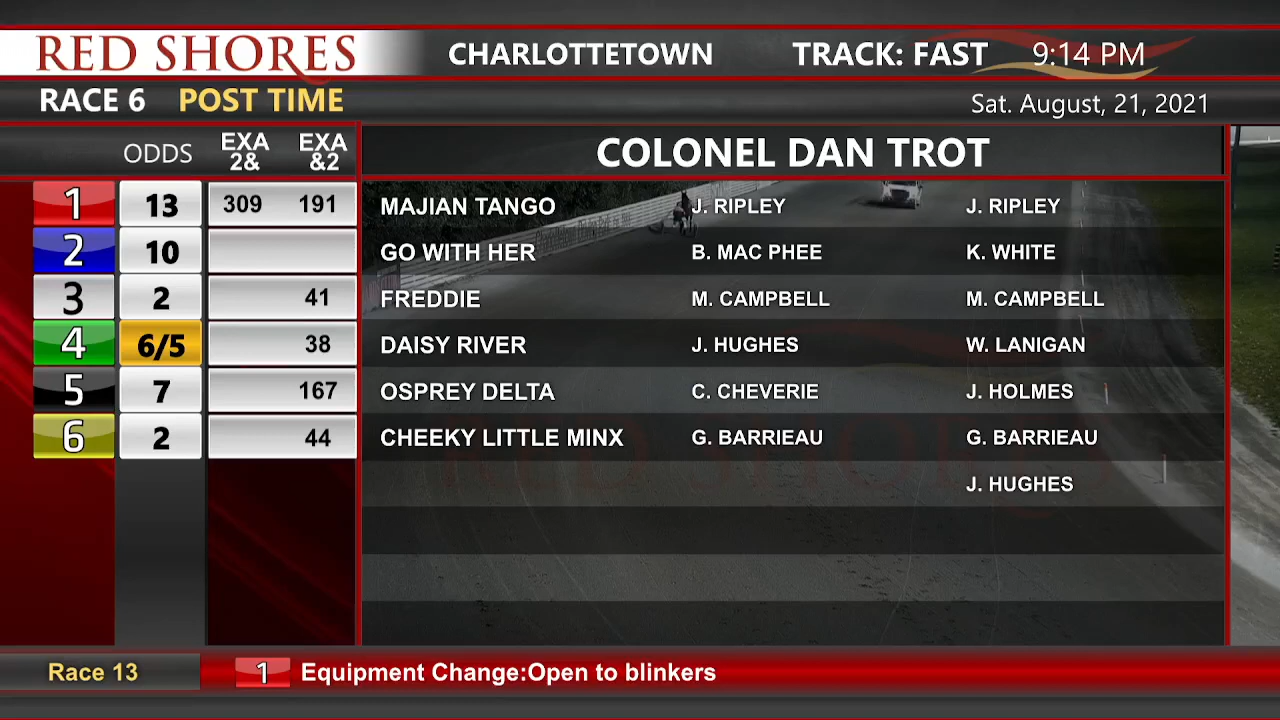 RED SHORES CHARLOTTETOWN TRACK: FAST 9:14 PM
RACE 6 POST TIME Sat. August, 21, 2021
ODDS EXA 2& EXA &2 COLONEL DAN TROT
1 13 309 191 MAJIAN TANGO J. RIPLEY J. RIPLEY
2 10 GO WITH HER B. MAC PHEE K. WHITE
3 2 41 FREDDIE M. CAMPBELL M. CAMPBELL
4 6/5 38 DAISY RIVER J. HUGHES W. LANIGAN
5 7 167 OSPREY DELTA C. CHEVERIE J. HOLMES
6 2 44 CHEEKY LITTLE MINX G. BARRIEAU G. BARRIEAU
J. HUGHES
RED SHORES
Race 13 1 Equipment Change:Open to blinkers